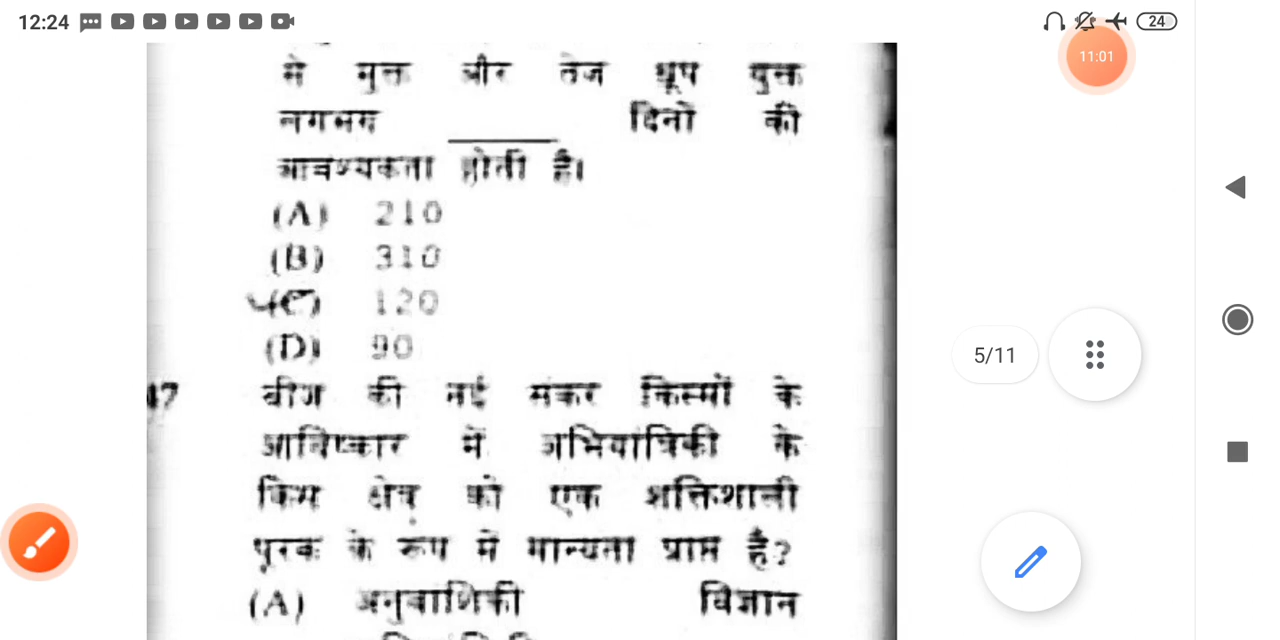 12:24
24
11:01
से मुक्त और तेज धूप युक्त
लगभग ______ दिनों की
आवश्यकता होती है।
(A) 210
(B) 310
(C) 120
(D) 90
5/11
47 बीज की नई संकर किस्मों के
आविष्कार में अभियांत्रिकी के
किस क्षेत्र को एक शक्तिशाली
पूरक के रूप में मान्यता प्राप्त है?
(A) अनुवांशिकी विज्ञान